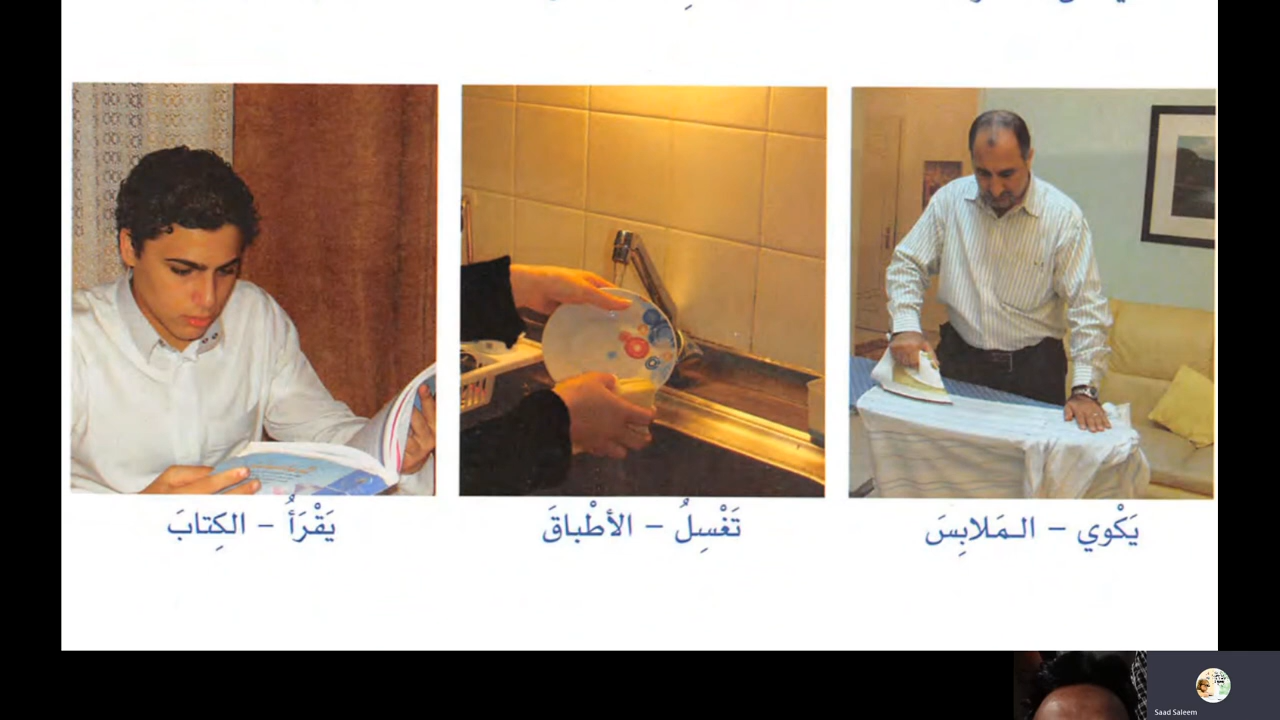 يَكْوي – الـمَلابِسَ
تَغْسِلُ – الأطْباقَ
يَقْرَأُ – الكِتابَ
Saad Saleem